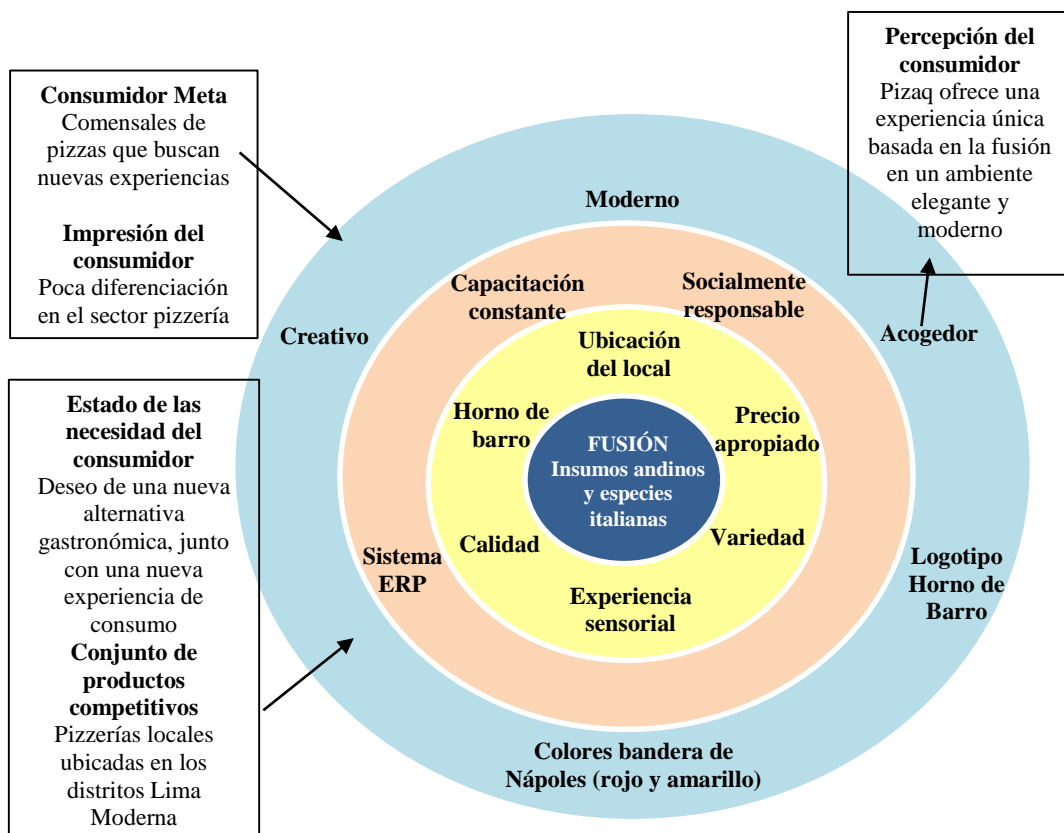 Consumidor Meta
Comensales de
pizzas que buscan
nuevas experiencias
Impresión del
consumidor
Poca diferenciación
en el sector pizzería
Estado de las
necesidad del
consumidor
Deseo de una nueva
alternativa
gastronómica, junto
con una nueva
experiencia de
consumo
Conjunto de
productos
competitivos
Pizzerías locales
ubicadas en los
distritos Lima
Moderna
Percepción del
consumidor
Pizaq ofrece una
experiencia única
basada en la fusión
en un ambiente
elegante y
moderno
Moderno
Creativo
Acogedor
Logotipo
Horno de
Barro
Colores bandera de
Nápoles (rojo y amarillo)
Capacitación
constante
Socialmente
responsable
Sistema
ERP
Ubicación
del local
Horno de
barro
Precio
apropiado
Calidad
Variedad
Experiencia
sensorial
FUSIÓN
Insumos andinos
y especies
italianas